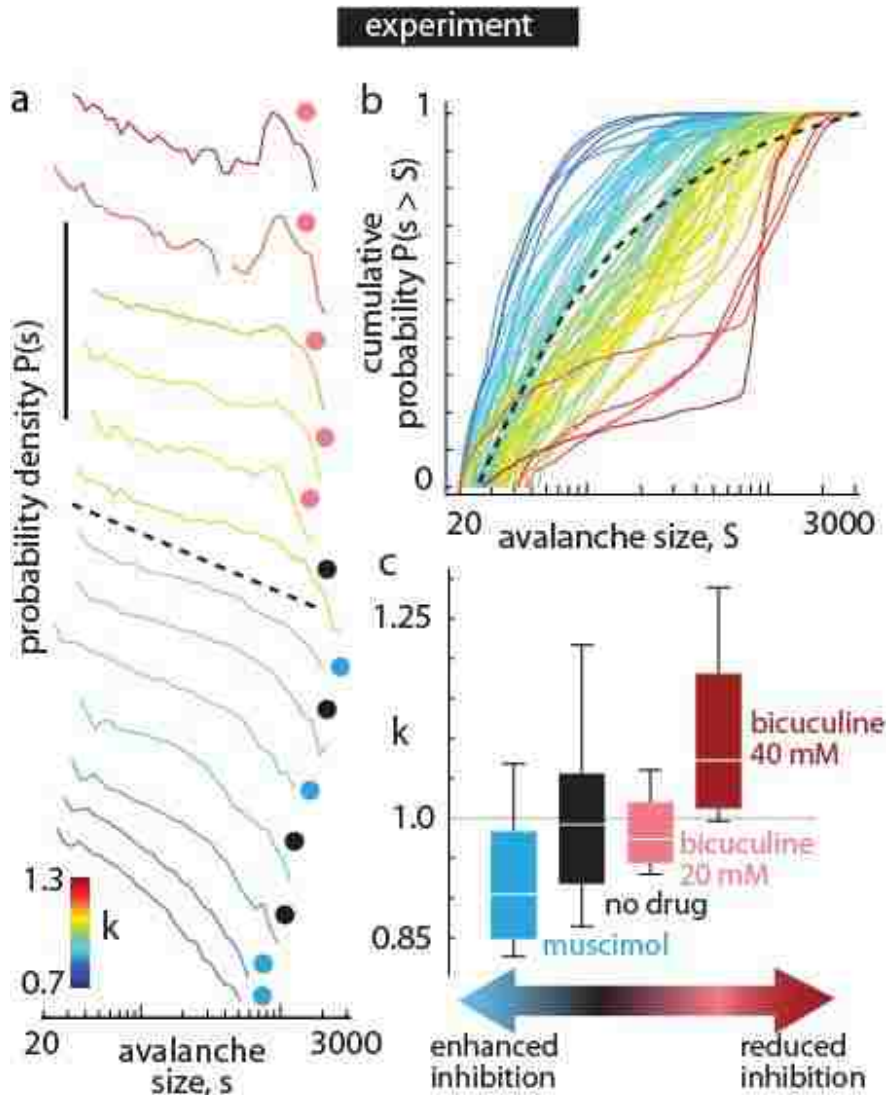 experiment
a
probability density P(s)
1.3
k
0.7
20
3000
avalanche
size, s
b
1
cumulative
probability P(s > S)
0
20
3000
avalanche size, S
c
1.25
k
1.0
0.85
bicuculine
40 mM
bicuculine
20 mM
no drug
muscimol
enhanced
inhibition
reduced
inhibition